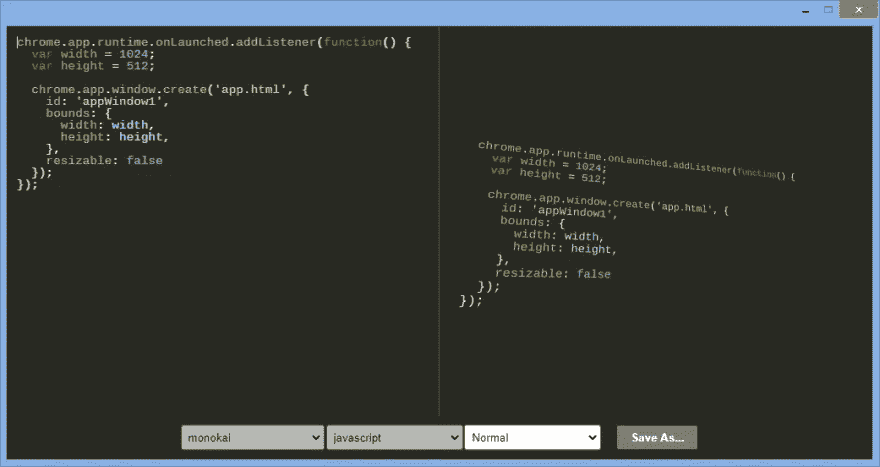 chrome.app.runtime.onLaunched.addListener(function() {
  var width = 1024;
  var height = 512;
  chrome.app.window.create('app.html', {
    id: 'appWindow1',
    bounds: {
      width: width,
      height: height,
    },
    resizable: false
  });
});
chrome.app.runtime.onLaunched.addListener(function() {
  var width = 1024;
  var height = 512;
  chrome.app.window.create('app.html', {
    id: 'appWindow1',
    bounds: {
      width: width,
      height: height,
    },
    resizable: false
  });
});
monokai javascript Normal Save As...